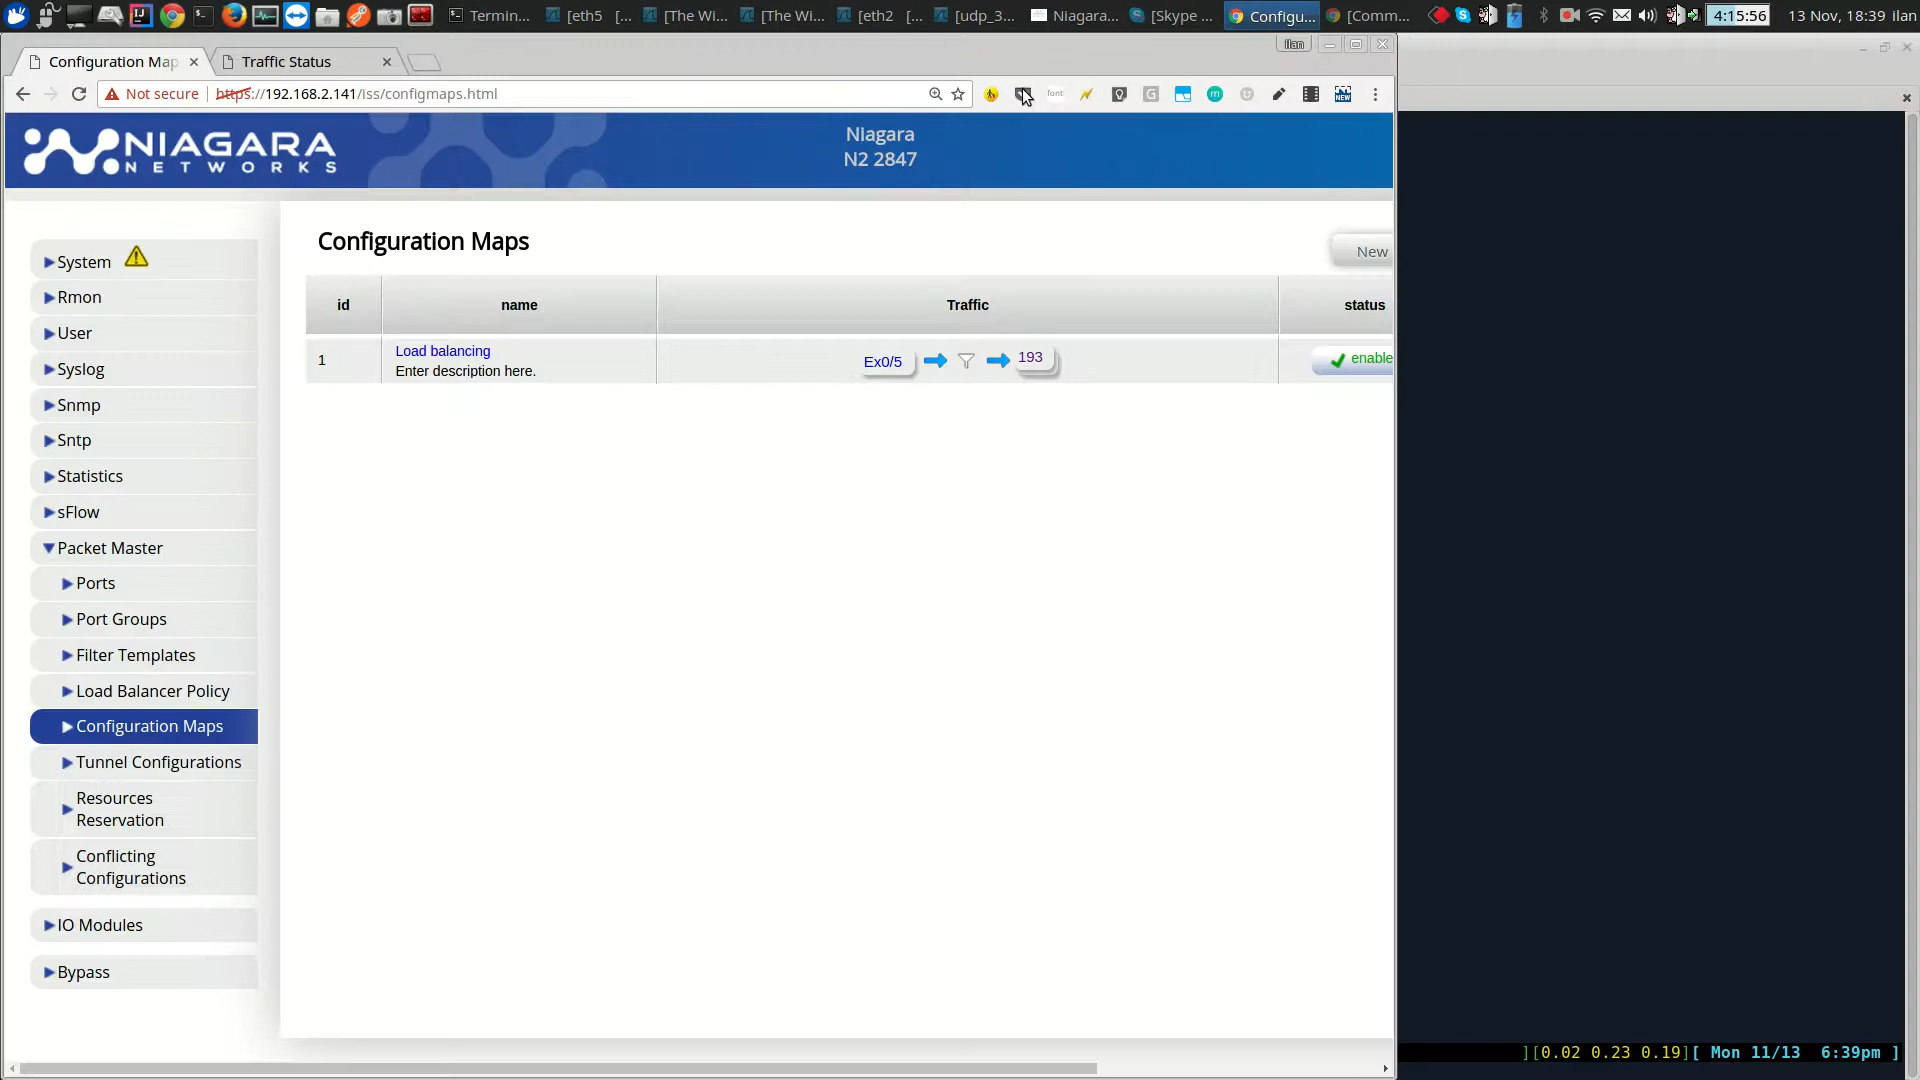 Termin...
[eth5 [...
[The Wi...
[The Wi...
[eth2 [...
[udp_3...
Niagara...
[Skype ...
Configu...
[Comm...
4:15:56
13 Nov, 18:39 ilan
Configuration Map
Traffic Status
ilan
Not secure
https://192.168.2.141/iss/configmaps.html
font
G
m
NEW
NIAGARA
NETWORKS
Niagara
N2 2847
System
Rmon
User
Syslog
Snmp
Sntp
Statistics
sFlow
Packet Master
Ports
Port Groups
Filter Templates
Load Balancer Policy
Configuration Maps
Tunnel Configurations
Resources
Reservation
Conflicting
Configurations
IO Modules
Bypass
Configuration Maps
New
id name Traffic status
1
Load balancing
Enter description here.
Ex0/5
193
enable
][0.02 0.23 0.19][ Mon 11/13 6:39pm ]